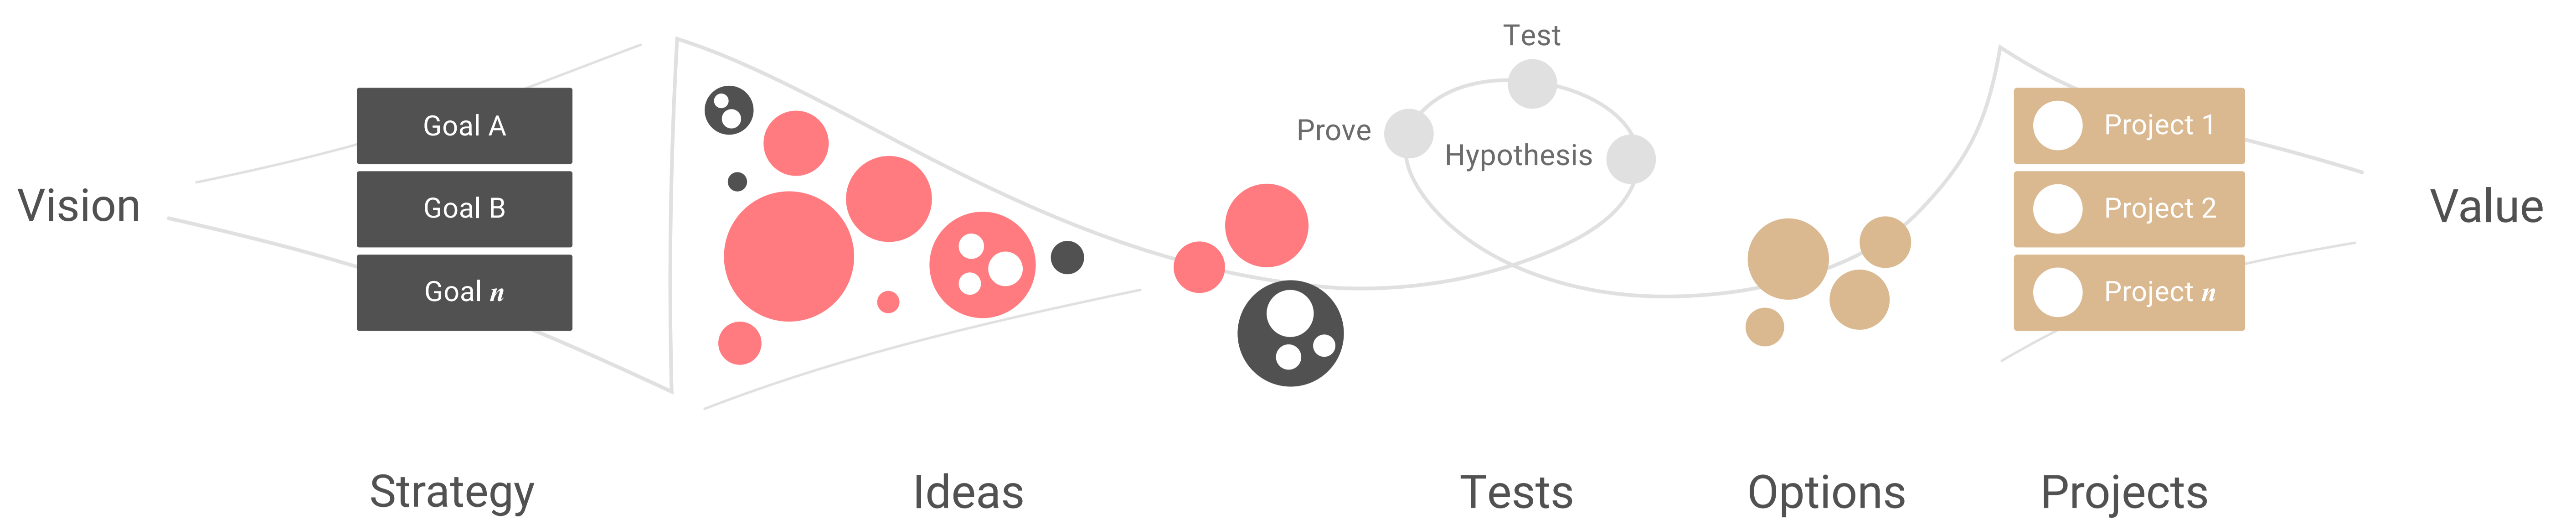 Vision
Goal A
Goal B
Goal n
Test
Prove
Hypothesis
Project 1
Project 2
Project n
Value
Strategy
Ideas
Tests
Options
Projects